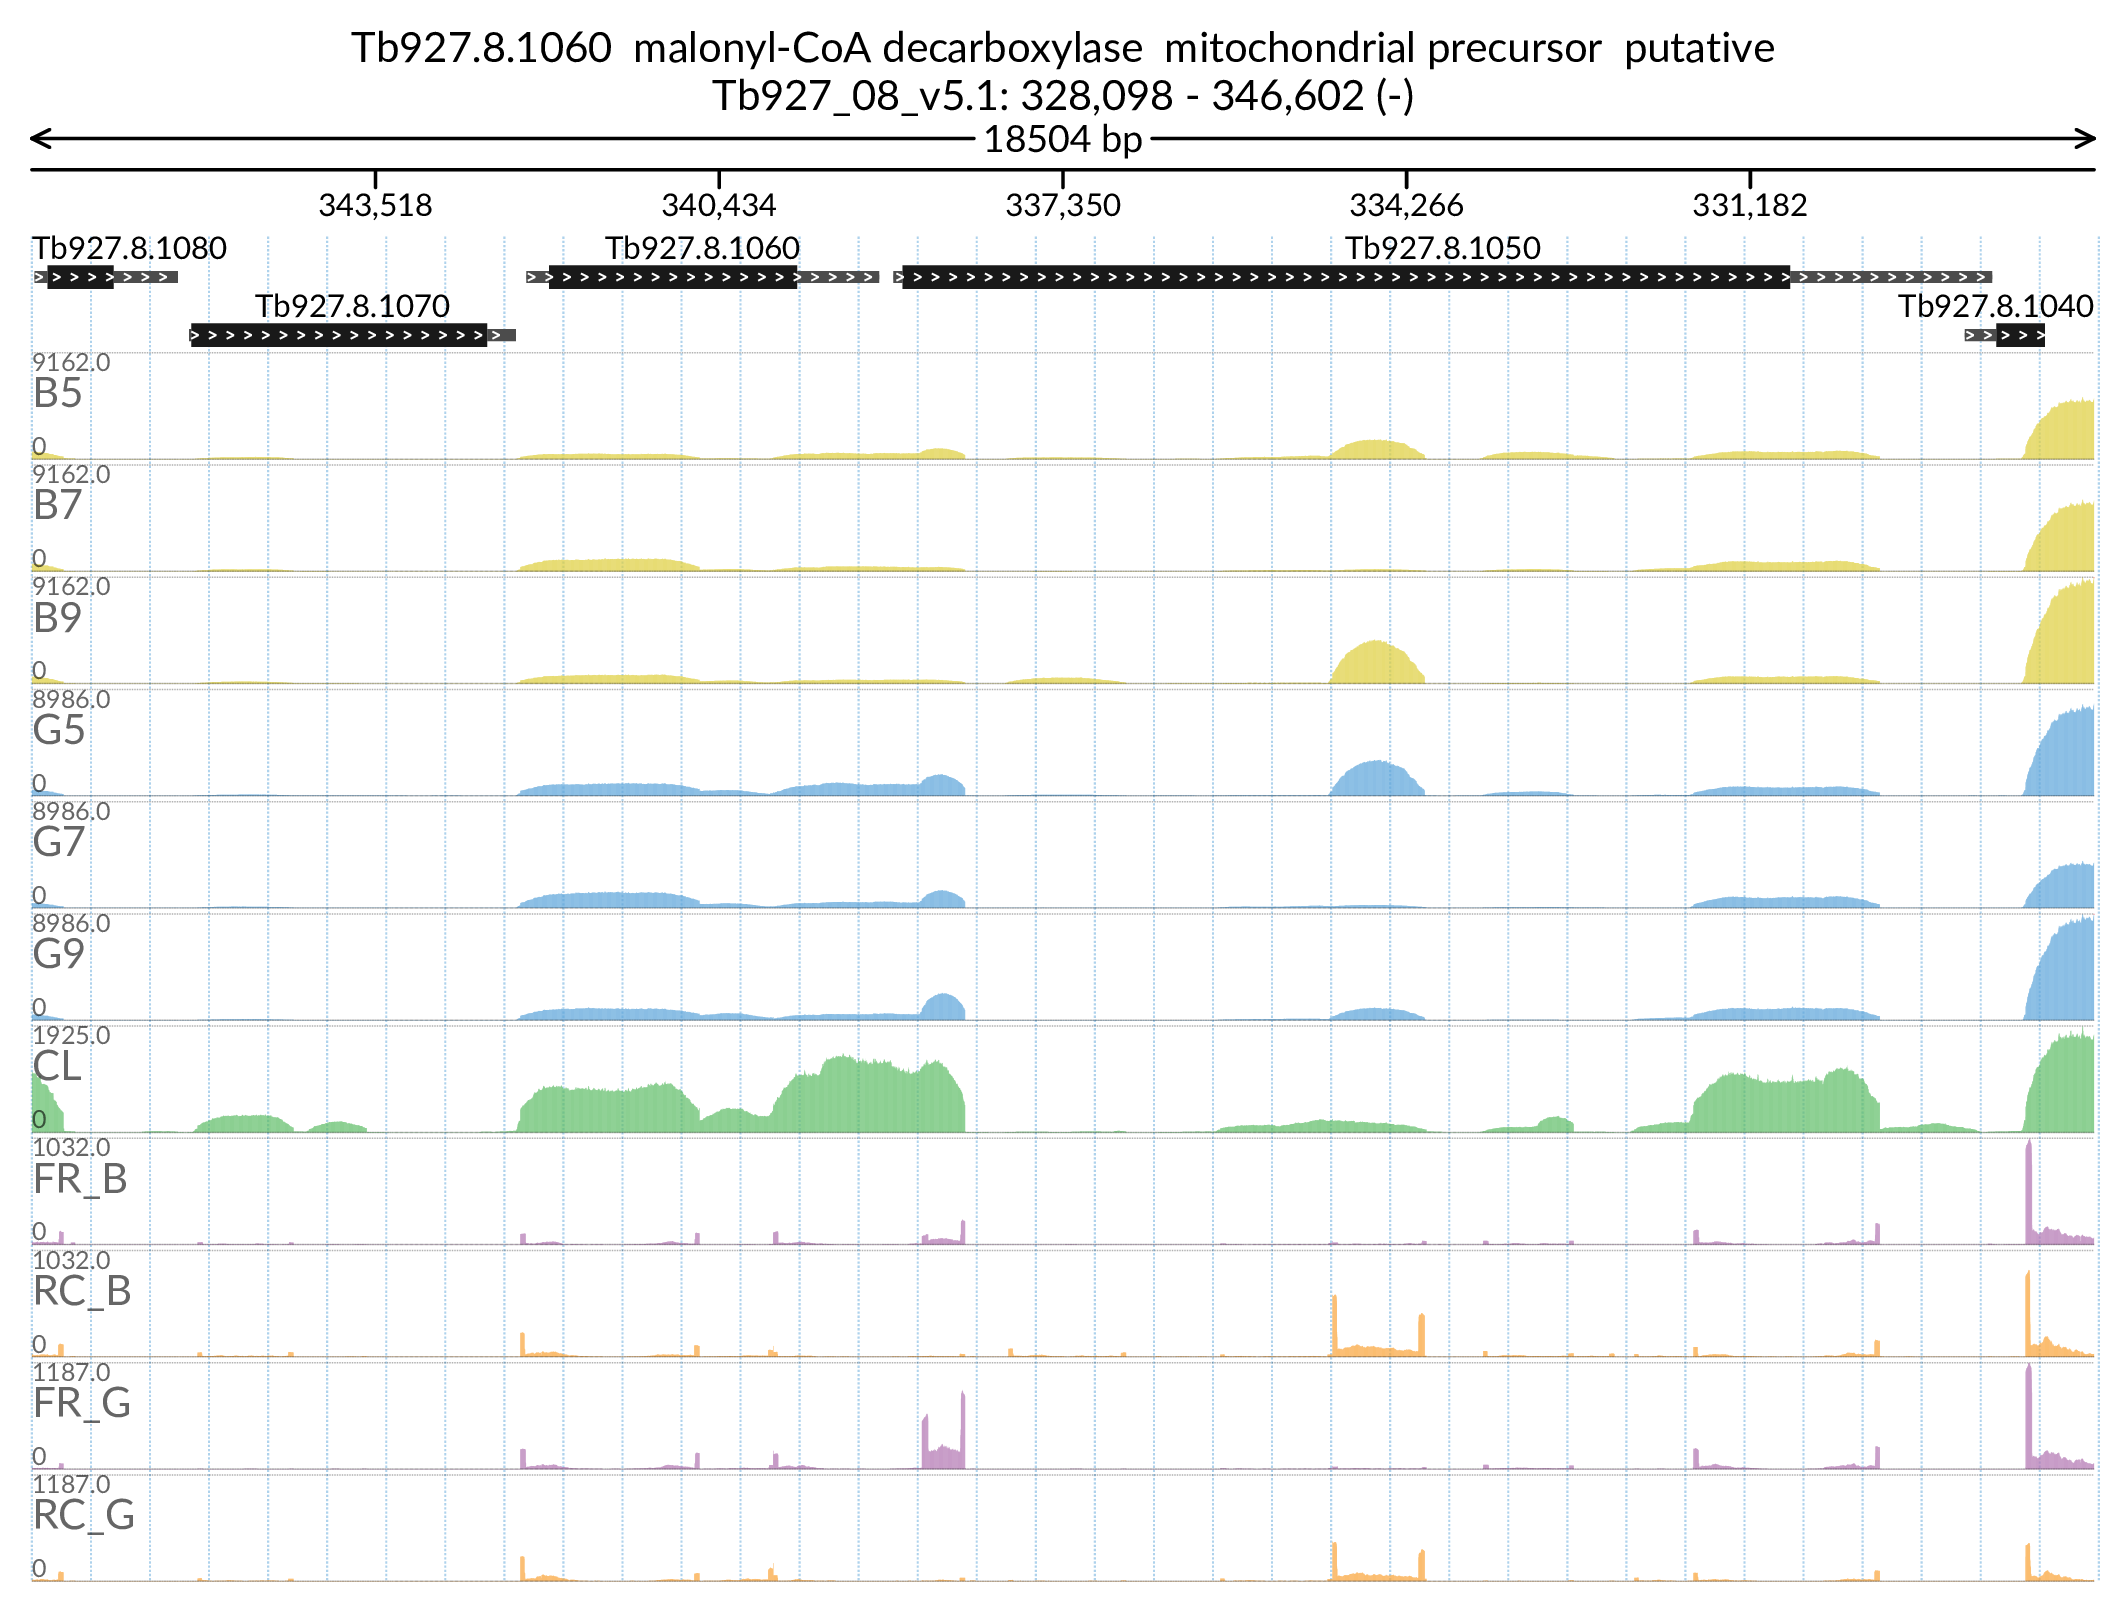 Tb927.8.1060 malonyl-CoA decarboxylase mitochondrial precursor putative
Tb927_08_v5.1: 328,098 - 346,602 (-)
18504 bp
343,518 340,434 337,350 334,266 331,182
Tb927.8.1080 Tb927.8.1060 Tb927.8.1050
Tb927.8.1070 Tb927.8.1040
9162.0
B5
0
9162.0
B7
0
9162.0
B9
0
8986.0
G5
0
8986.0
G7
0
8986.0
G9
0
1925.0
CL
0
1032.0
FR_B
0
1032.0
RC_B
0
1187.0
FR_G
0
1187.0
RC_G
0